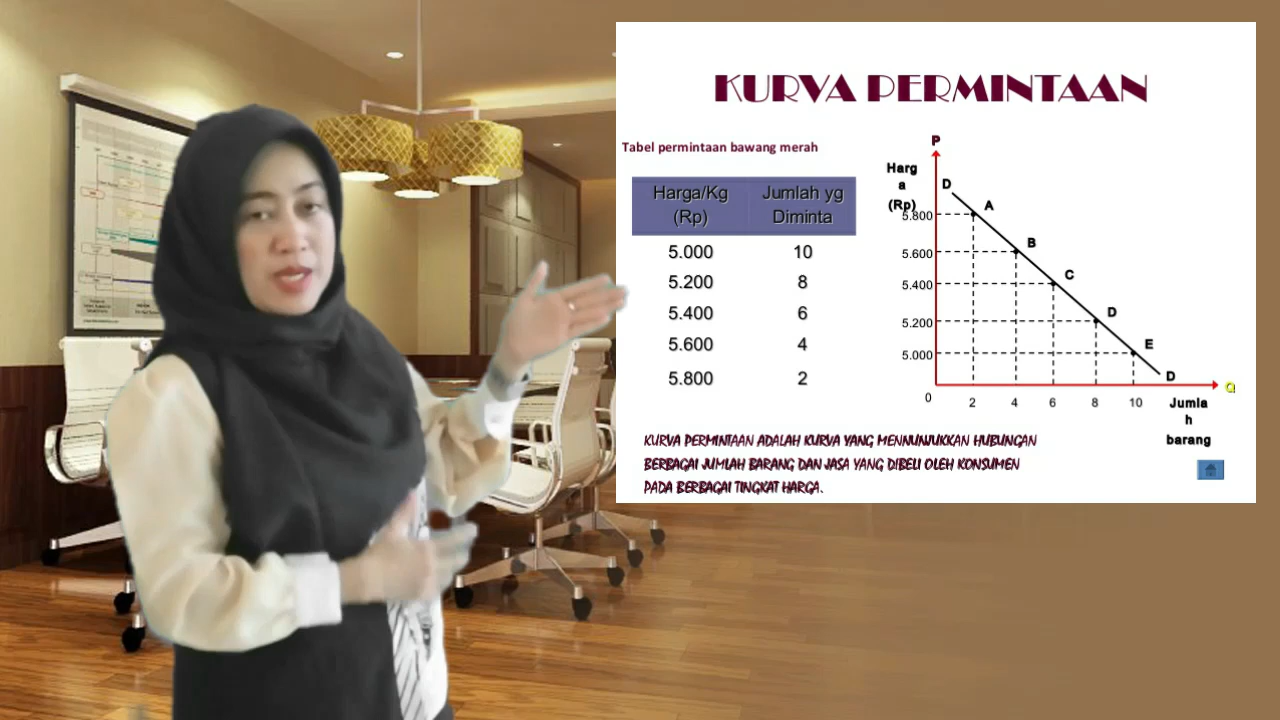 KURVA PERMINTAAN
Tabel permintaan bawang merah
Harga/Kg (Rp) Jumlah yg Diminta
5.000 10
5.200 8
5.400 6
5.600 4
5.800 2
P
Harg
a
(Rp)
D
A
B
C
D
E
D
5.800
5.600
5.400
5.200
5.000
0 2 4 6 8 10
Q
Jumla
h
barang
KURVA PERMINTAAN ADALAH KURVA YANG MENNUNJUKKAN HUBUNGAN
BERBAGAI JUMLAH BARANG DAN JASA YANG DIBELI OLEH KONSUMEN
PADA BERBAGAI TINGKAT HARGA.